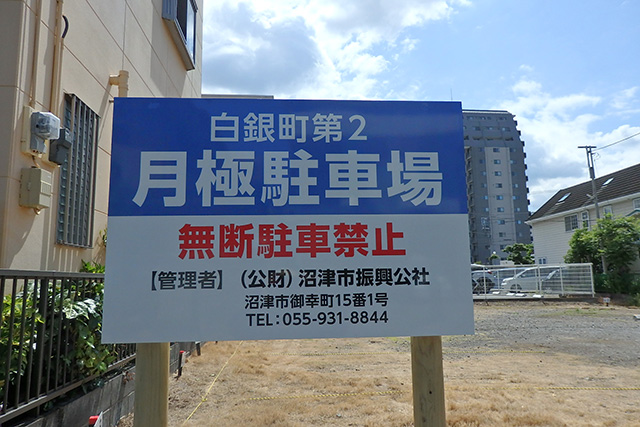 白銀町第2
月極駐車場
無断駐車禁止
【管理者】(公財)沼津市振興公社
沼津市御幸町15番1号
TEL:055-931-8844